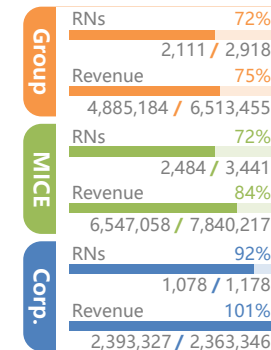 Group
RNs 72%
2,111 / 2,918
Revenue 75%
4,885,184 / 6,513,455
MICE
RNs 72%
2,484 / 3,441
Revenue 84%
6,547,058 / 7,840,217
Corp.
RNs 92%
1,078 / 1,178
Revenue 101%
2,393,327 / 2,363,346